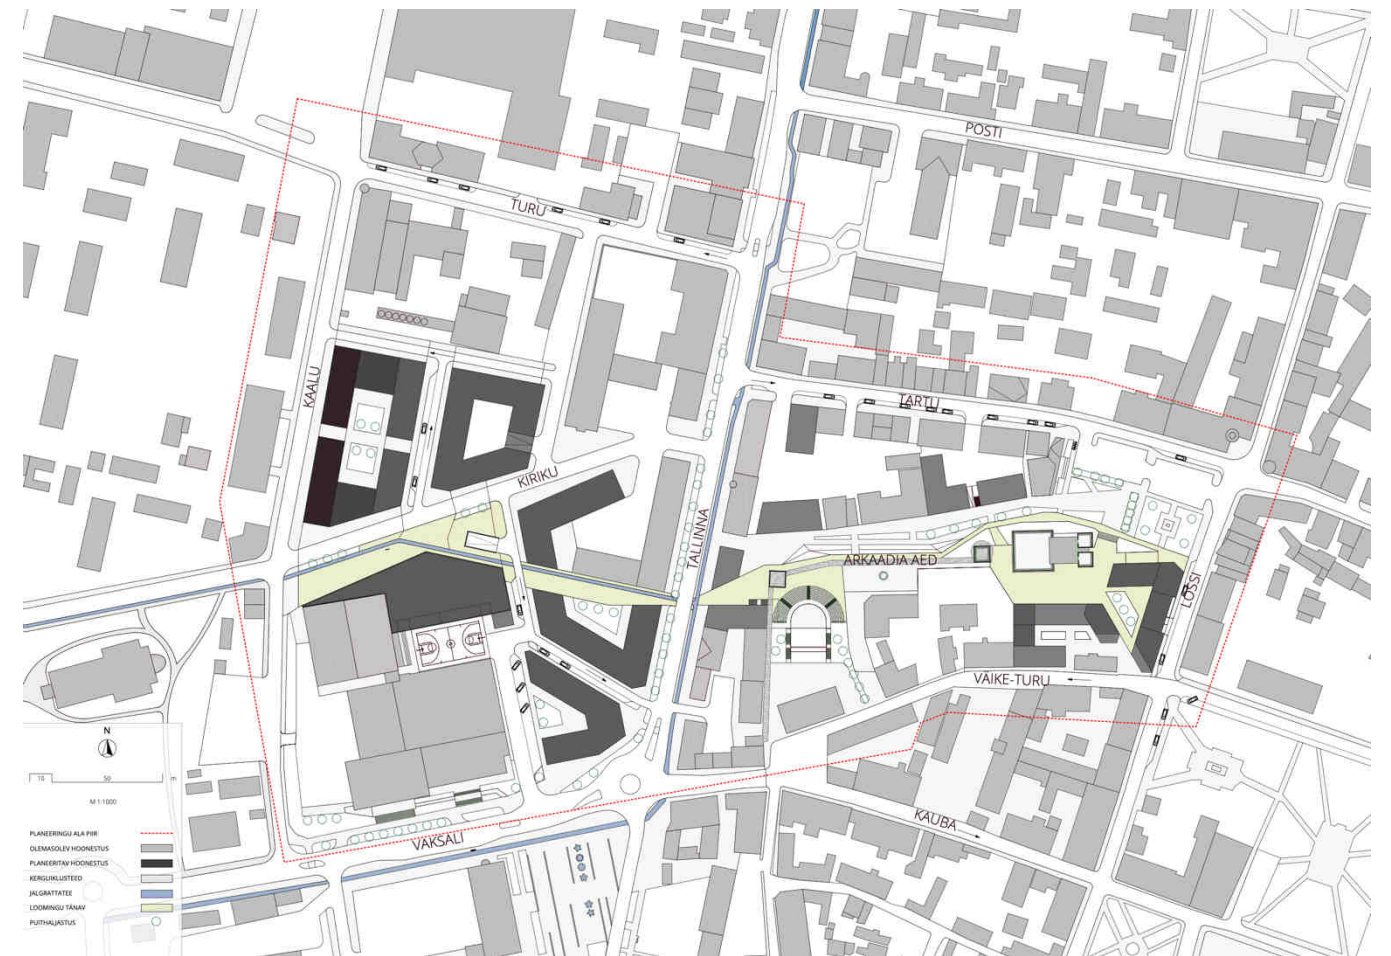 POSTI
TURU
KAALU
TARTU
KIRIKU
TALLINNA
ARKAADIA AED
LOSSI
VÄIKE-TURU
KAUBA
VAKSALI
N
10 50 m
M 1:1000
PLANEERINGU ALA PIIR
OLEMASOLEV HOONESTUS
PLANEERITAV HOONESTUS
KERGLIIKLUSTEED
JALGRATTATEE
LOOMINGU TÄNAV
PUITHALJASTUS